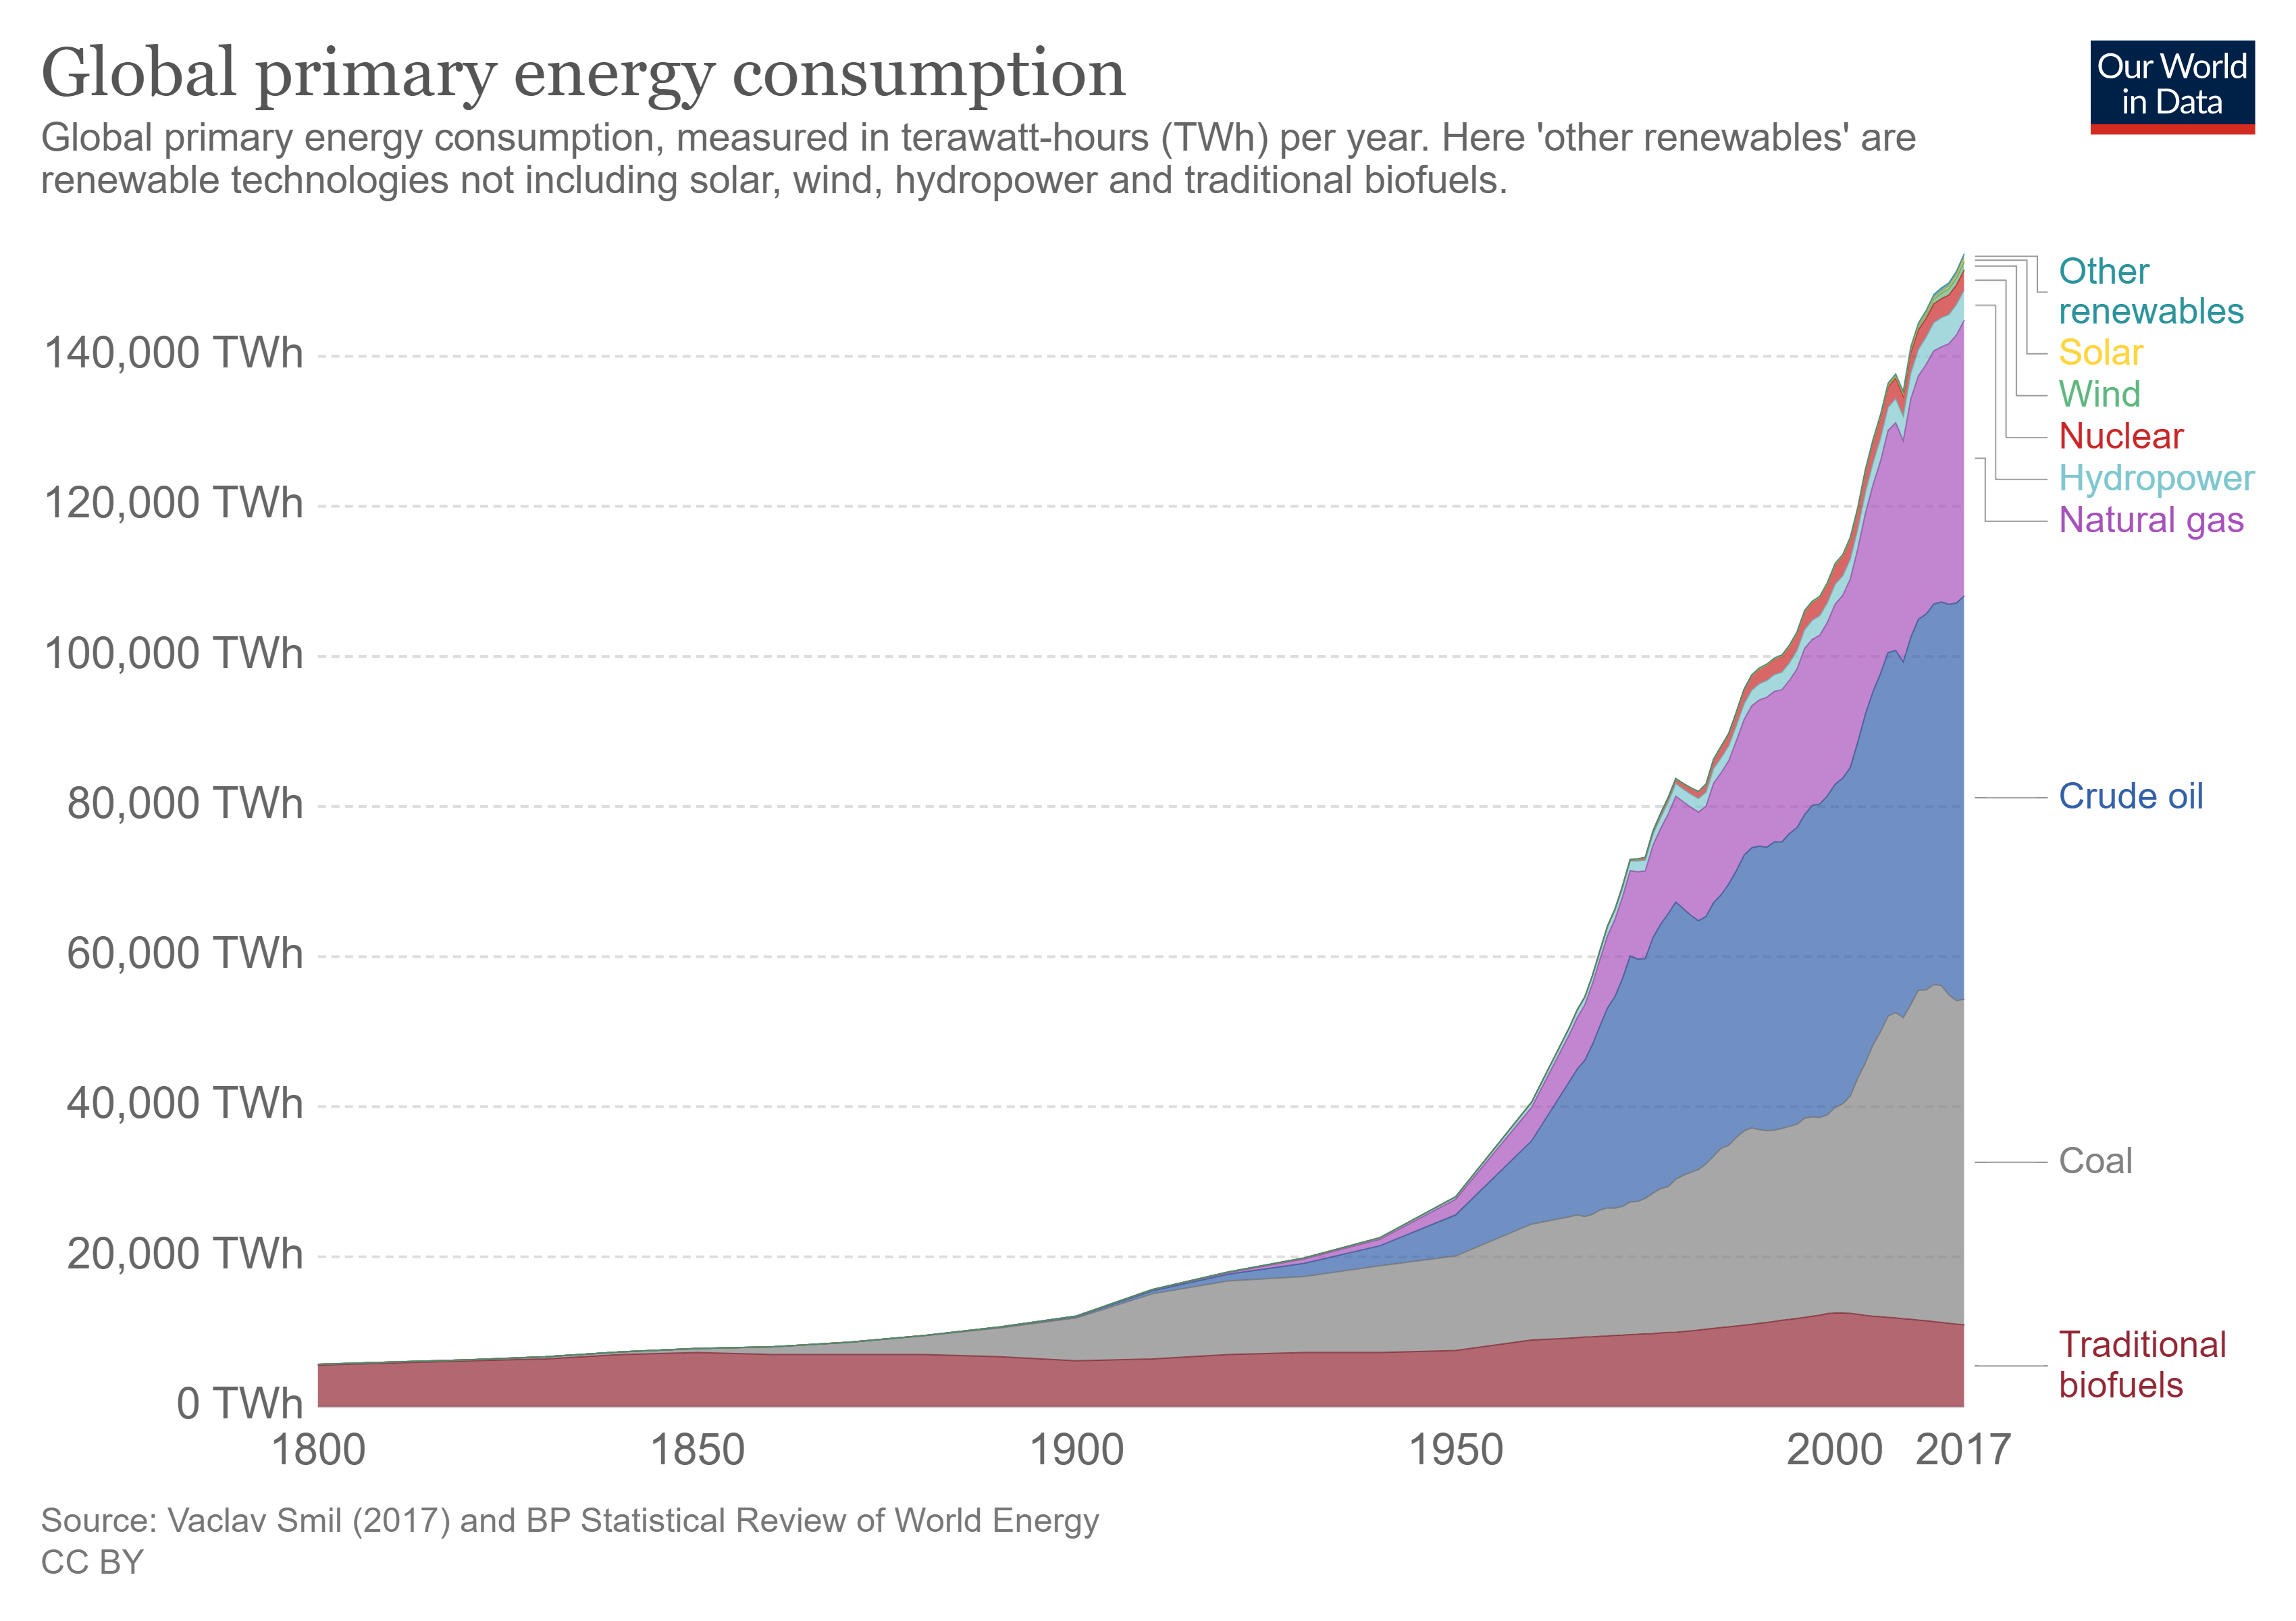 Global primary energy consumption
Global primary energy consumption, measured in terawatt-hours (TWh) per year. Here 'other renewables' are
renewable technologies not including solar, wind, hydropower and traditional biofuels.
Our World
in Data
140,000 TWh
120,000 TWh
100,000 TWh
80,000 TWh
60,000 TWh
40,000 TWh
20,000 TWh
0 TWh
Other
renewables
Solar
Wind
Nuclear
Hydropower
Natural gas
Crude oil
Coal
Traditional
biofuels
1800 1850 1900 1950 2000 2017
Source: Vaclav Smil (2017) and BP Statistical Review of World Energy
CC BY